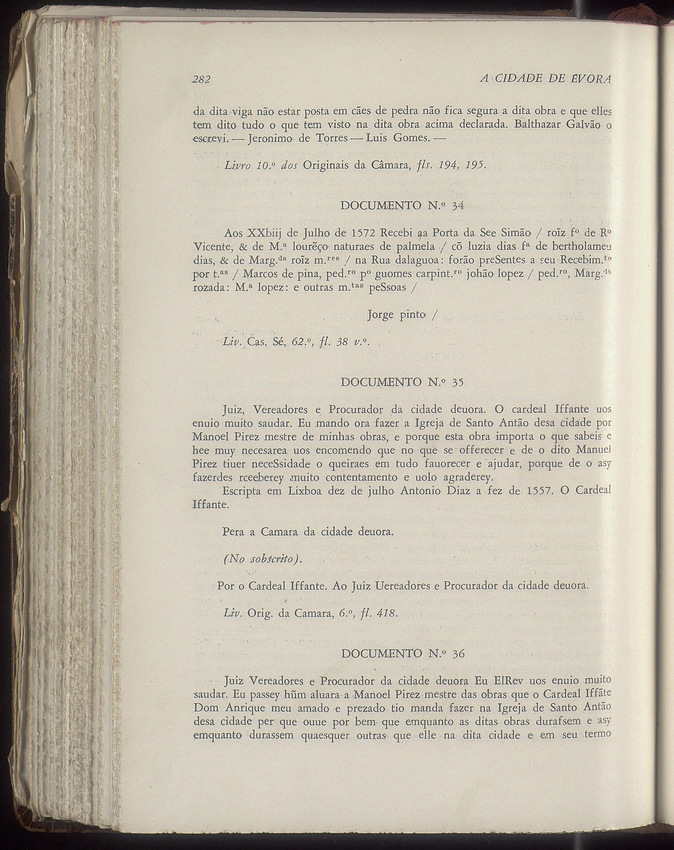 282
A CIDADE DE ÉVORA
da dita viga não estar posta em cães de pedra não fica segura a dita obra e que elles
tem dito tudo o que tem visto na dita obra acima declarada. Balthazar Galvão o
escrevi. — Jeronimo de Torres — Luis Gomes. —
Livro 10.º dos Originais da Câmara, fls. 194, 195.
DOCUMENTO N.º 34
Aos XXbiij de Julho de 1572 Recebi aa Porta da See Simão / roĩz fº de Rº
Vicente, & de M.ª lourẽço naturaes de palmela / cõ luzia dias fª de bertholameu
dias, & de Marg.ᵈᵃ roĩz m.ʳᵉˢ / na Rua dalaguoa: forão preSentes a seu Recebim.ᵗᵒ
por t.ᵃˢ / Marcos de pina, ped.ʳᵒ pº guomes carpint.ʳᵒ johão lopez / ped.ʳᵒ, Marg.ᵈᵃ
rozada: M.ª lopez: e outras m.ᵗᵃˢ peSsoas /
Jorge pinto /
Liv. Cas. Sé, 62.º, fl. 38 v.º.
DOCUMENTO N.º 35
Juiz, Vereadores e Procurador da cidade deuora. O cardeal Iffante uos
enuio muito saudar. Eu mando ora fazer a Igreja de Santo Antão desa cidade por
Manoel Pirez mestre de minhas obras, e porque esta obra importa o que sabeis e
hee muy necesarea uos encomendo que no que se offerecer e de o dito Manuel
Pirez tiuer neceSsidade o queiraes em tudo fauorecer e ajudar, porque de o asy
fazerdes rceeberey muito contentamento e uolo agraderey.
Escripta em Lixboa dez de julho Antonio Diaz a fez de 1557. O Cardeal
Iffante.
Pera a Camara da cidade deuora.
(No sobscrito).
Por o Cardeal Iffante. Ao Juiz Uereadores e Procurador da cidade deuora.
Liv. Orig. da Camara, 6.º, fl. 418.
DOCUMENTO N.º 36
Juiz Vereadores e Procurador da cidade deuora Eu ElRev uos enuio muito
saudar. Eu passey hũm aluara a Manoel Pirez mestre das obras que o Cardeal Iffãte
Dom Anrique meu amado e prezado tio manda fazer na Igreja de Santo Antão
desa cidade per que ouue por bem que emquanto as ditas obras durafsem e asy
emquanto durassem quaesquer outras que elle na dita cidade e em seu termo